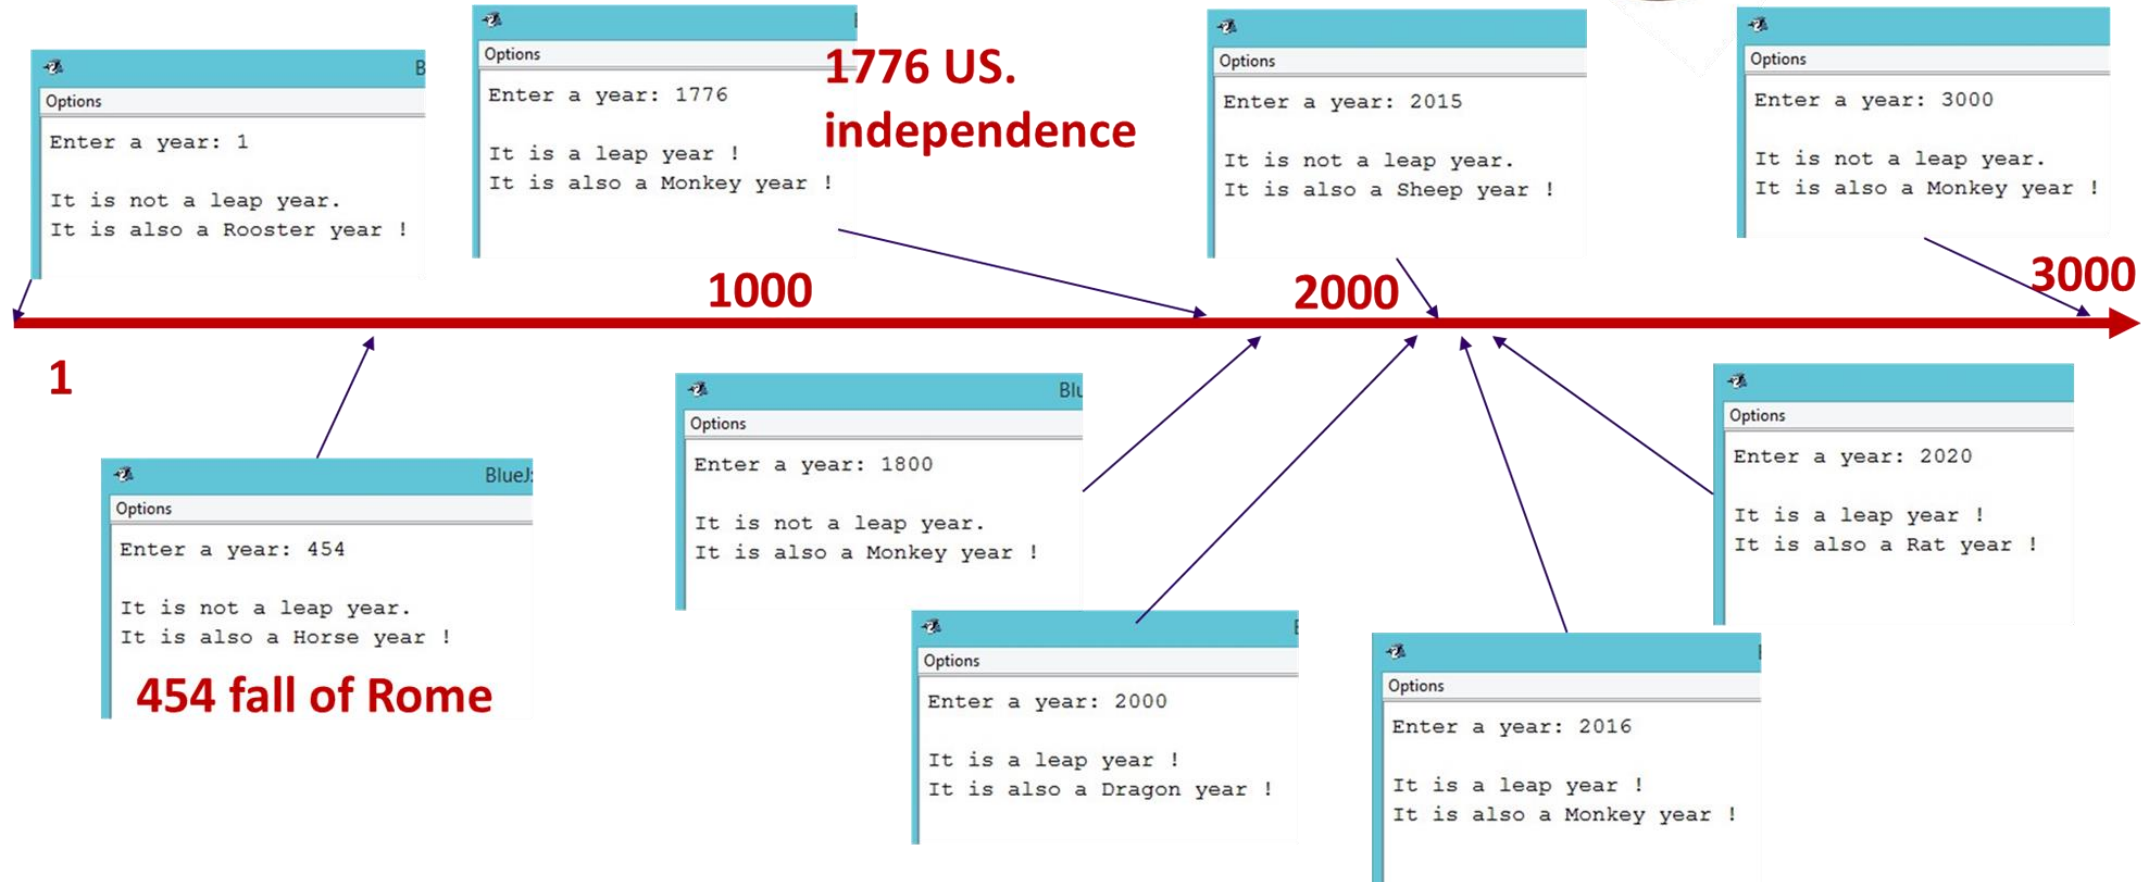 B
Options
Enter a year: 1
It is not a leap year.
It is also a Rooster year !
Options
Enter a year: 1776
It is a leap year !
It is also a Monkey year !
1776 US.
independence
Options
Enter a year: 2015
It is not a leap year.
It is also a Sheep year !
Options
Enter a year: 3000
It is not a leap year.
It is also a Monkey year !
1000
2000
3000
1
BlueJ:
Options
Enter a year: 454
It is not a leap year.
It is also a Horse year !
454 fall of Rome
Blu
Options
Enter a year: 1800
It is not a leap year.
It is also a Monkey year !
Options
Enter a year: 2000
It is a leap year !
It is also a Dragon year !
Options
Enter a year: 2016
It is a leap year !
It is also a Monkey year !
Options
Enter a year: 2020
It is a leap year !
It is also a Rat year !